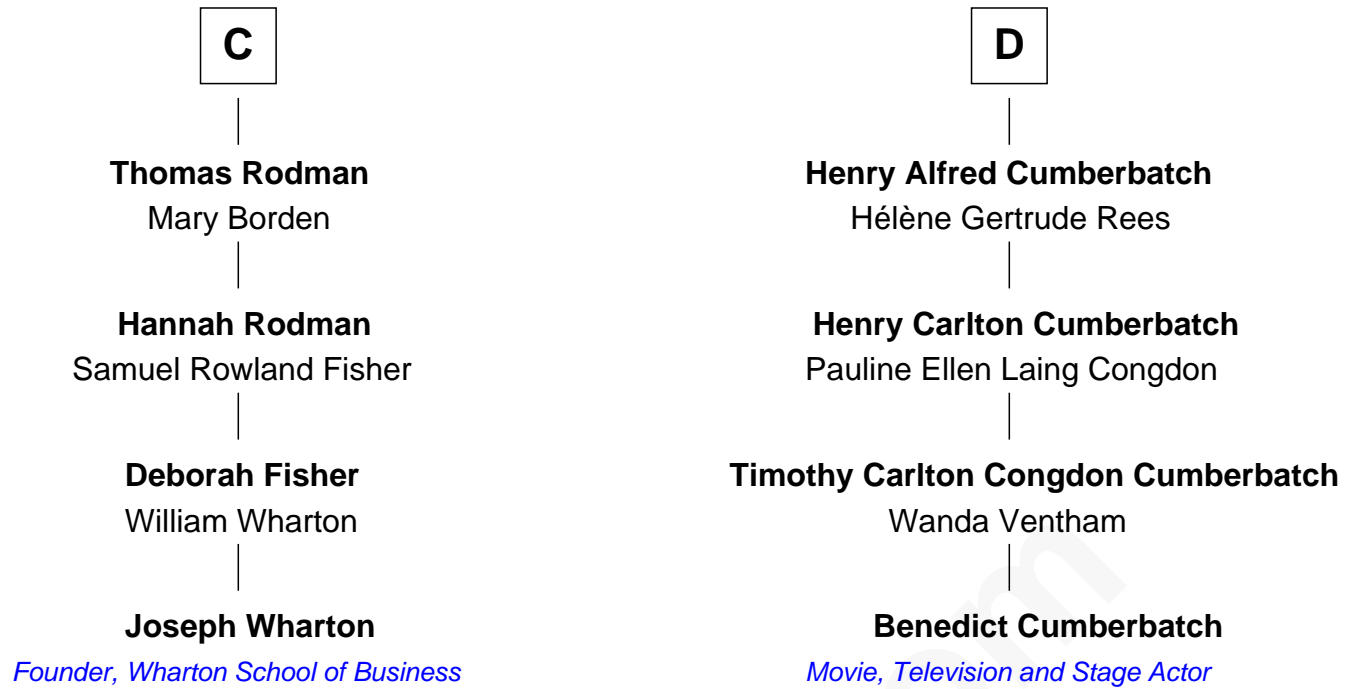 C
Thomas Rodman
Mary Borden
Hannah Rodman
Samuel Rowland Fisher
Deborah Fisher
William Wharton
Joseph Wharton
Founder, Wharton School of Business
D
Henry Alfred Cumberbatch
Hélène Gertrude Rees
Henry Carlton Cumberbatch
Pauline Ellen Laing Congdon
Timothy Carlton Congdon Cumberbatch
Wanda Ventham
Benedict Cumberbatch
Movie, Television and Stage Actor